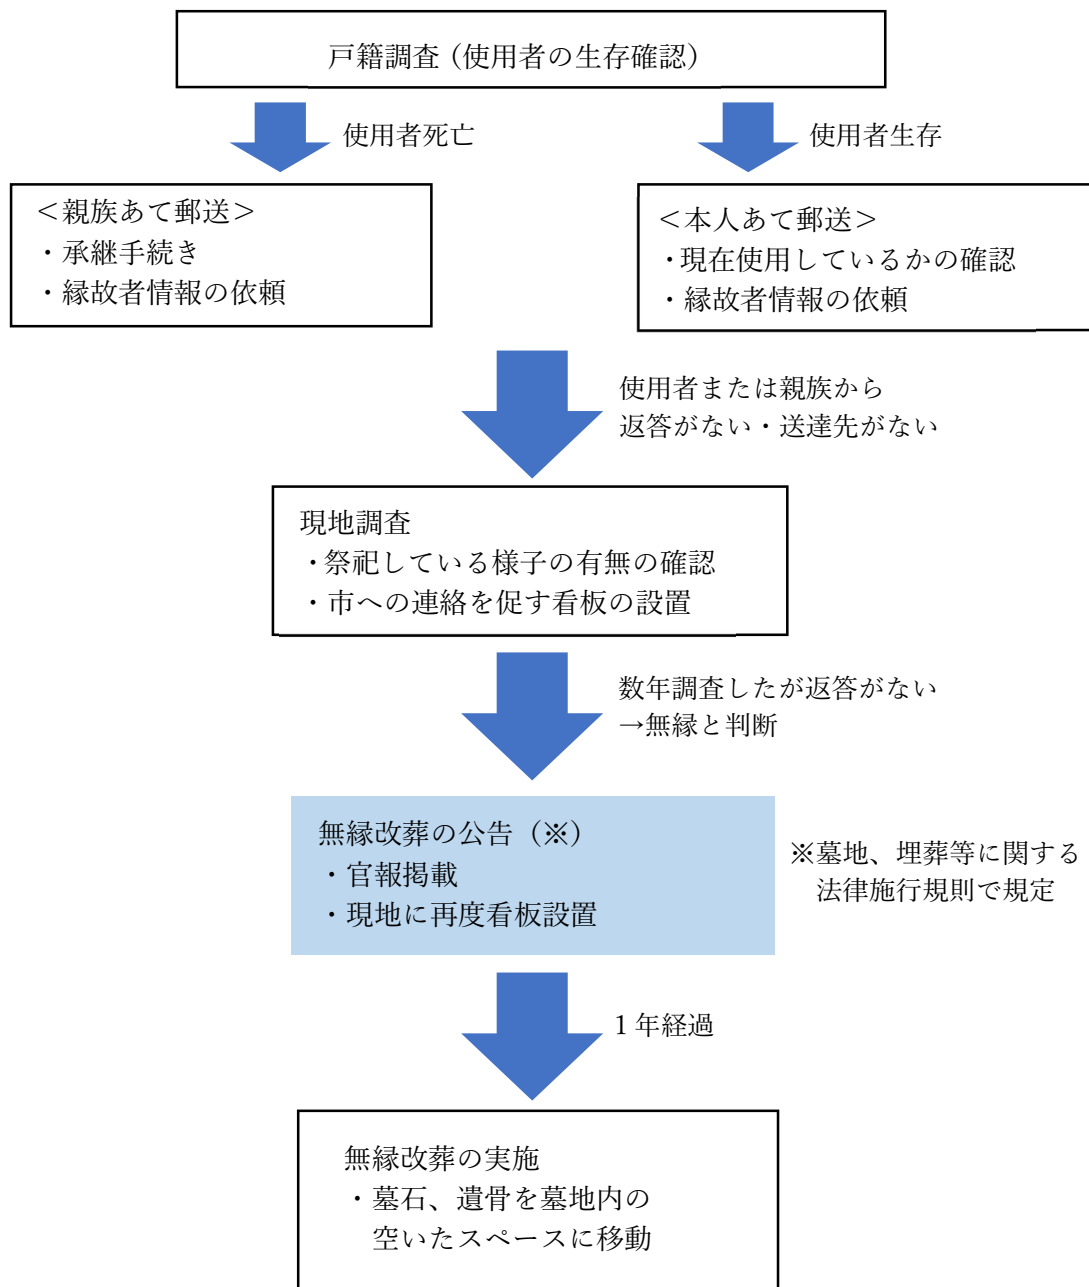 戸籍調査（使用者の生存確認）
使用者死亡
使用者生存
＜親族あて郵送＞
・承継手続き
・縁故者情報の依頼
＜本人あて郵送＞
・現在使用しているかの確認
・縁故者情報の依頼
使用者または親族から
返答がない・送達先がない
現地調査
・祭祀している様子の有無の確認
・市への連絡を促す看板の設置
数年調査したが返答がない
→無縁と判断
無縁改葬の公告（※）
・官報掲載
・現地に再度看板設置
※墓地、埋葬等に関する
法律施行規則で規定
１年経過
無縁改葬の実施
・墓石、遺骨を墓地内の
空いたスペースに移動